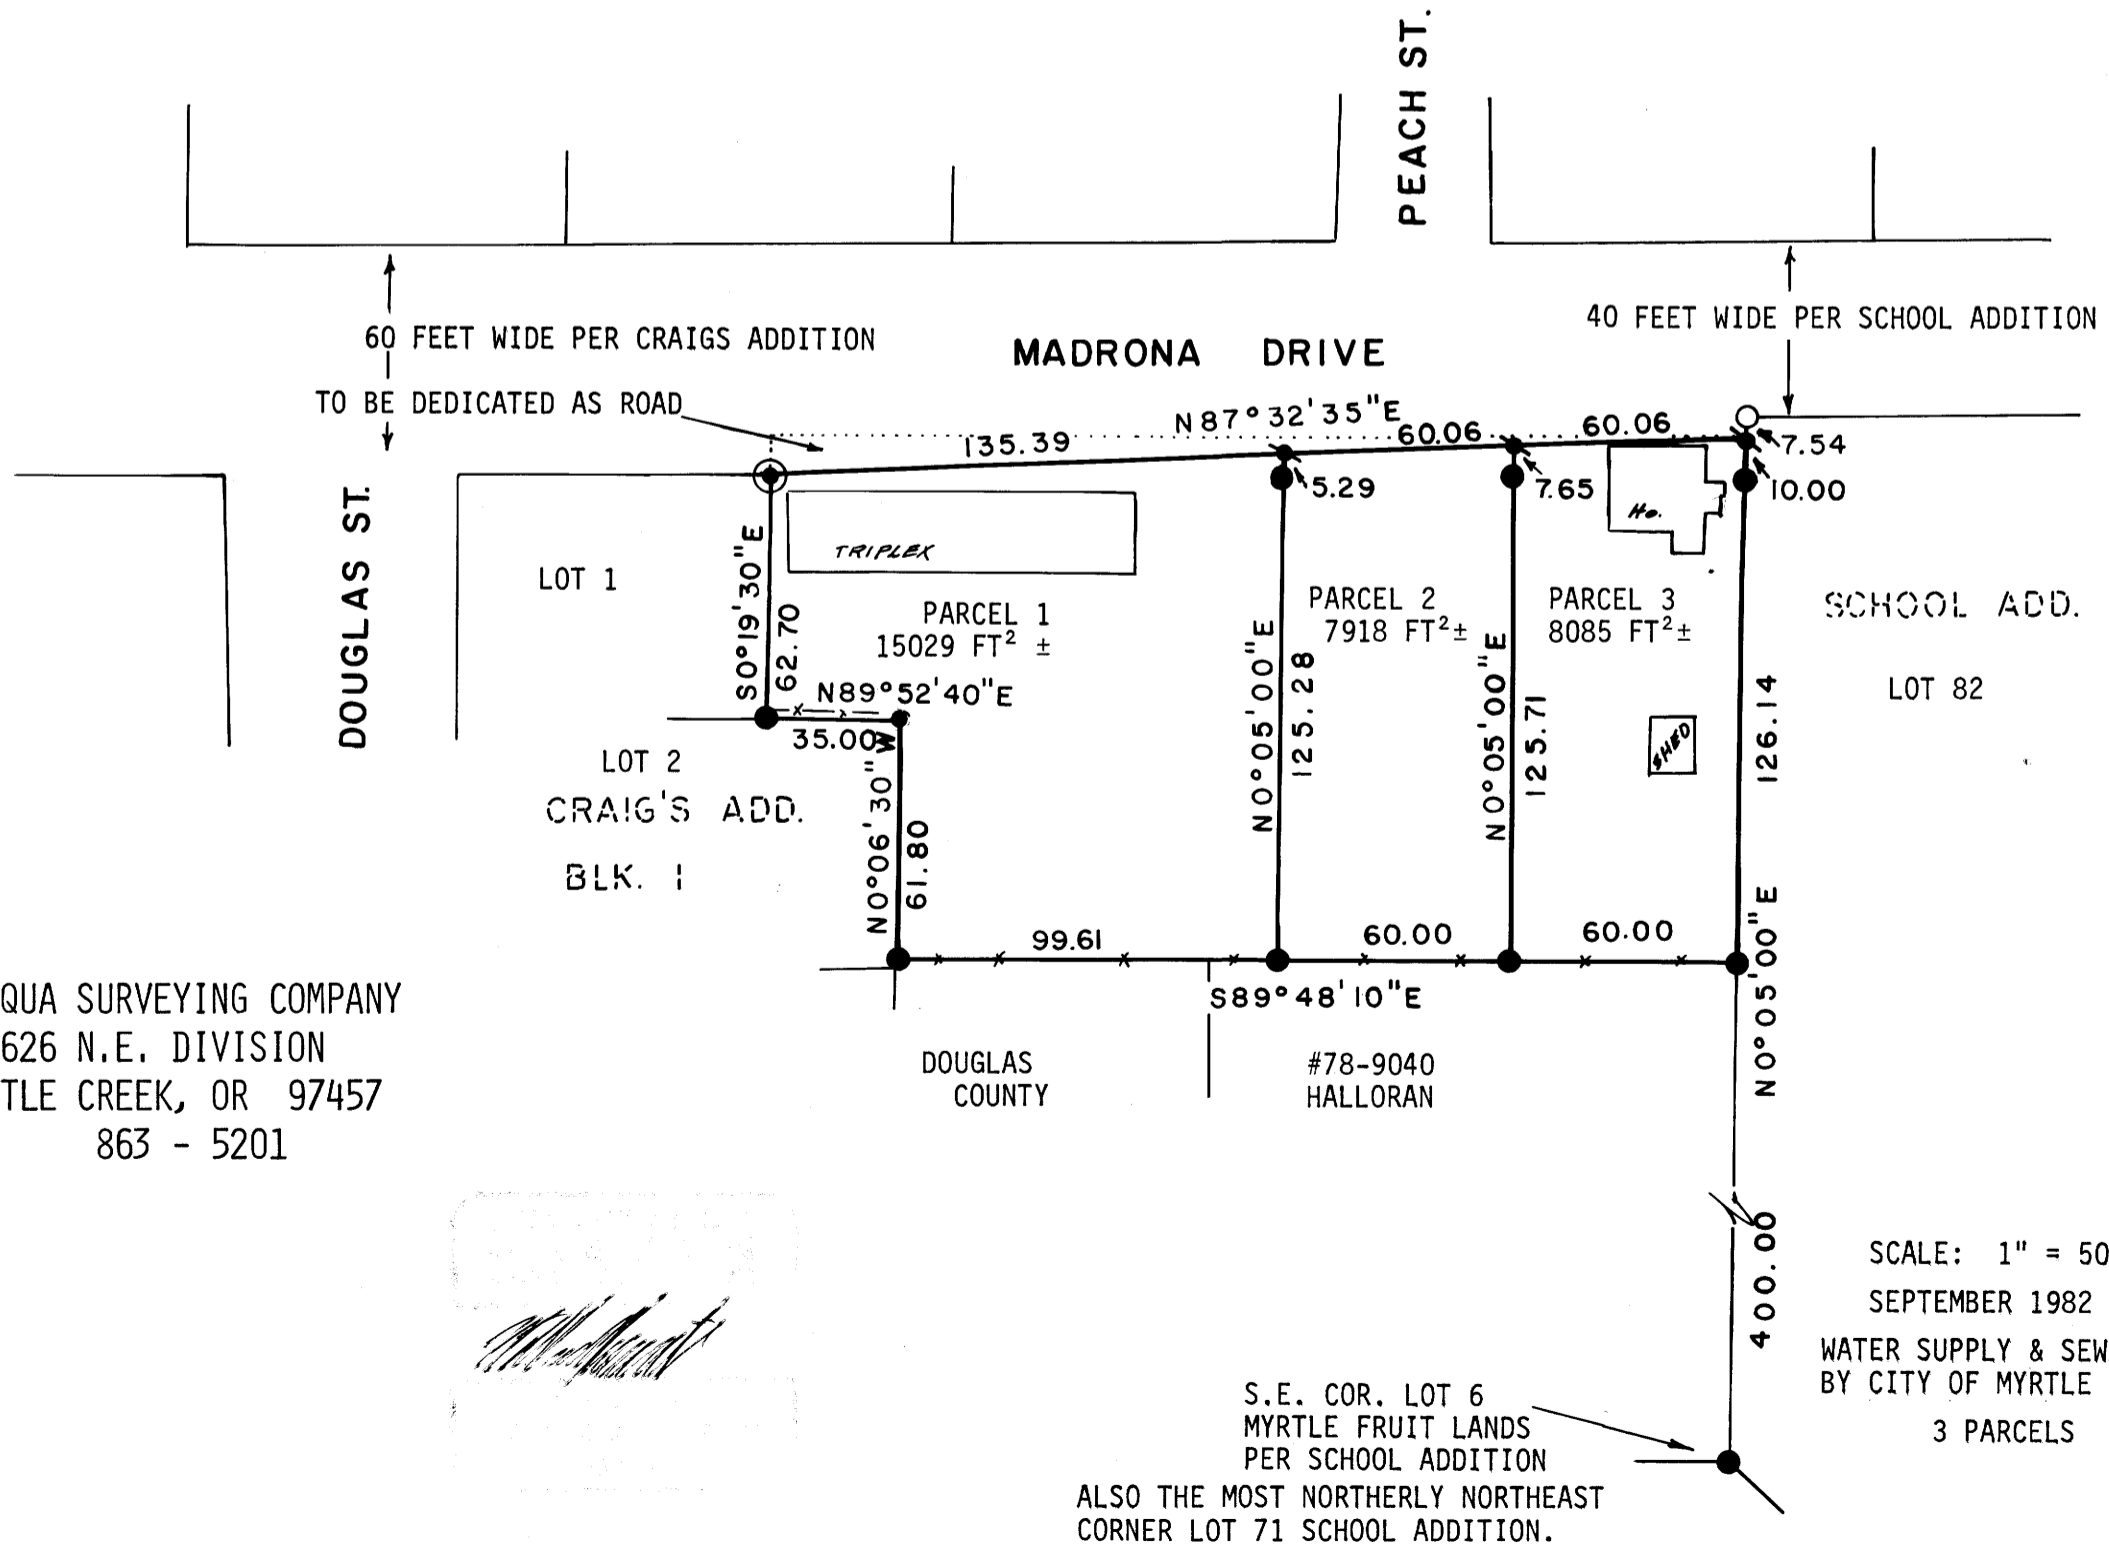 PEACH ST.
60 FEET WIDE PER CRAIGS ADDITION
40 FEET WIDE PER SCHOOL ADDITION
MADRONA DRIVE
TO BE DEDICATED AS ROAD
N87°32'35"E
135.39
60.06
60.06
7.54
5.29
7.65
10.00
Ho.
DOUGLAS ST.
LOT 1
S0°19'30"E
62.70
TRIPLEX
PARCEL 1
15029 FT² ±
PARCEL 2
7918 FT²±
PARCEL 3
8085 FT²±
SCHOOL ADD.
LOT 82
N89°52'40"E
35.00
N0°05'00"E
125.28
N0°05'00"E
125.71
SHED
126.14
LOT 2
CRAIG'S ADD.
BLK. 1
N0°06'30"W
61.80
99.61
60.00
60.00
S89°48'10"E
N0°05'00"E
QUA SURVEYING COMPANY
626 N.E. DIVISION
TLE CREEK, OR 97457
863 - 5201
DOUGLAS
COUNTY
#78-9040
HALLORAN
400.00
SCALE: 1" = 50
SEPTEMBER 1982
WATER SUPPLY & SEW
BY CITY OF MYRTLE
3 PARCELS
S.E. COR. LOT 6
MYRTLE FRUIT LANDS
PER SCHOOL ADDITION
ALSO THE MOST NORTHERLY NORTHEAST
CORNER LOT 71 SCHOOL ADDITION.